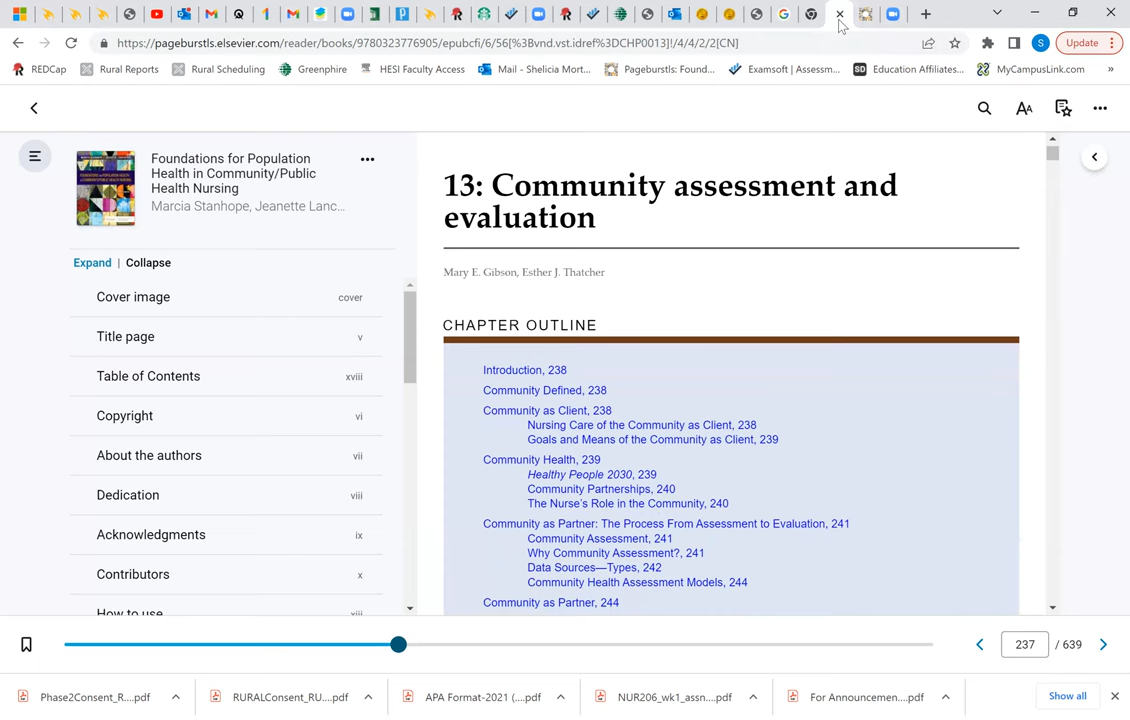 https://pageburstls.elsevier.com/reader/books/9780323776905/epubcfi/6/56[%3Bvnd.vst.idref%3DCHP0013]!/4/4/2/2[CN]
S
Update
REDCap
Rural Reports
Rural Scheduling
Greenphire
HESI Faculty Access
Mail - Shelicia Mort...
Pageburstls: Found...
Examsoft | Assessm...
SD
Education Affiliates...
MyCampusLink.com
»
AA
Foundations for Population
Health in Community/Public
Health Nursing
Marcia Stanhope, Jeanette Lanc...
Expand | Collapse
Cover image cover
Title page v
Table of Contents xviii
Copyright vi
About the authors vii
Dedication viii
Acknowledgments ix
Contributors x
How to use xiii
13: Community assessment and
evaluation
Mary E. Gibson, Esther J. Thatcher
CHAPTER OUTLINE
Introduction, 238
Community Defined, 238
Community as Client, 238
Nursing Care of the Community as Client, 238
Goals and Means of the Community as Client, 239
Community Health, 239
Healthy People 2030, 239
Community Partnerships, 240
The Nurse's Role in the Community, 240
Community as Partner: The Process From Assessment to Evaluation, 241
Community Assessment, 241
Why Community Assessment?, 241
Data Sources—Types, 242
Community Health Assessment Models, 244
Community as Partner, 244
237 / 639
Phase2Consent_R....pdf
RURALConsent_RU....pdf
APA Format-2021 (....pdf
NUR206_wk1_assn....pdf
For Announcemen....pdf
Show all